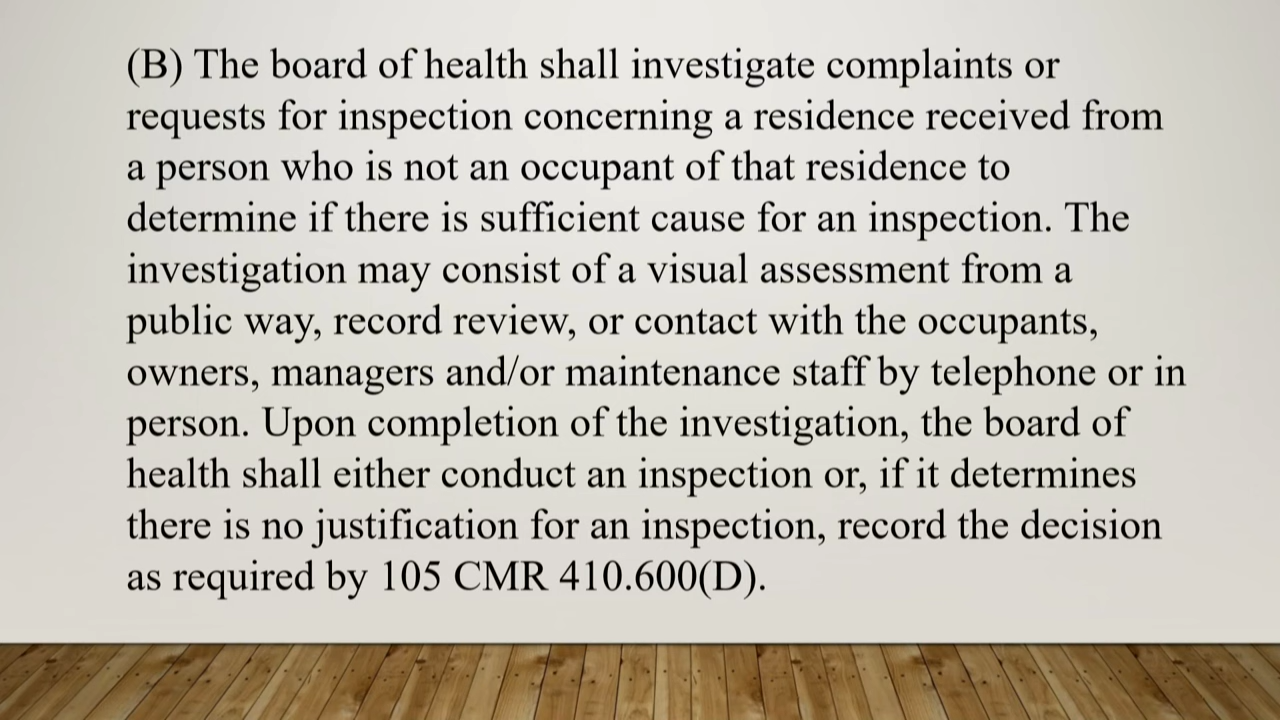 (B) The board of health shall investigate complaints or
requests for inspection concerning a residence received from
a person who is not an occupant of that residence to
determine if there is sufficient cause for an inspection. The
investigation may consist of a visual assessment from a
public way, record review, or contact with the occupants,
owners, managers and/or maintenance staff by telephone or in
person. Upon completion of the investigation, the board of
health shall either conduct an inspection or, if it determines
there is no justification for an inspection, record the decision
as required by 105 CMR 410.600(D).